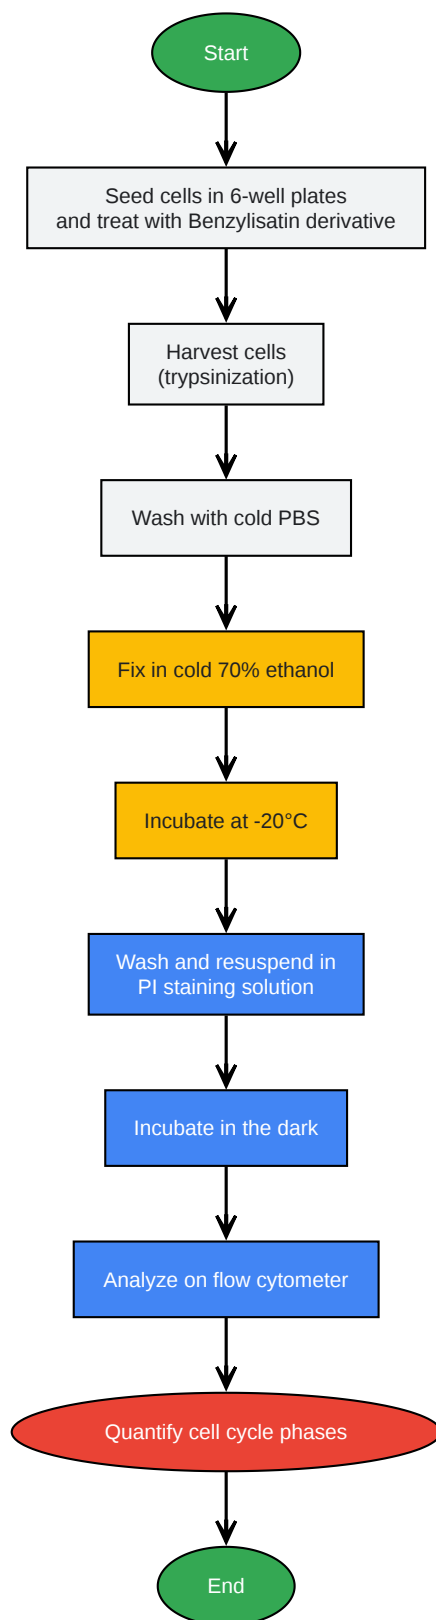 Start
Seed cells in 6-well plates
and treat with Benzylisatin derivative
Harvest cells
(trypsinization)
Wash with cold PBS
Fix in cold 70% ethanol
Incubate at -20°C
Wash and resuspend in
PI staining solution
Incubate in the dark
Analyze on flow cytometer
Quantify cell cycle phases
End